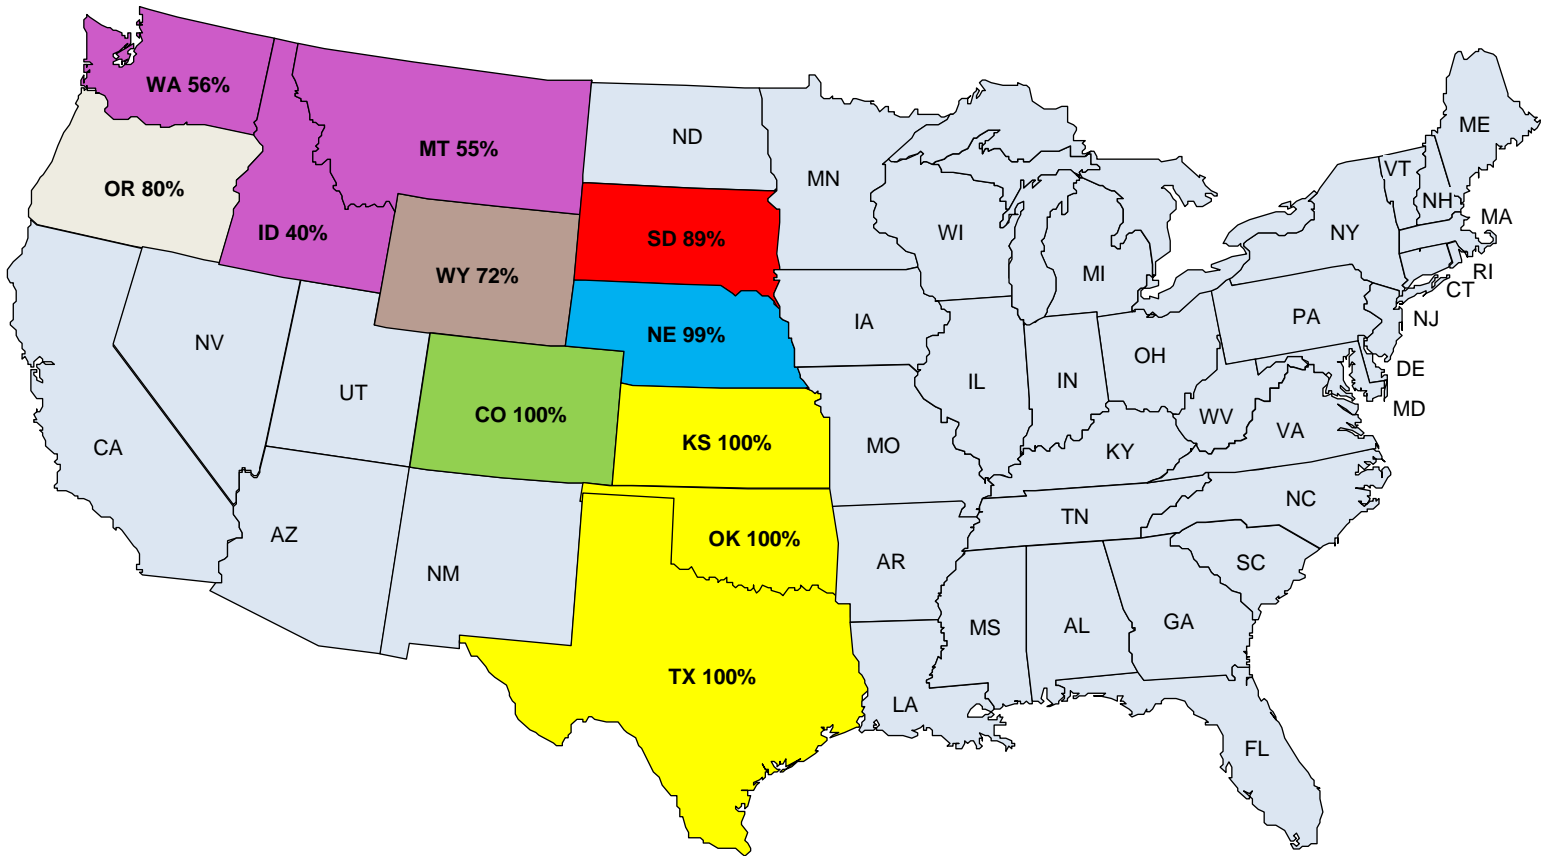 WA 56%
MT 55%
ND
ME
OR 80%
MN
VT
NH
MA
ID 40%
SD 89%
WI
NY
WY 72%
MI
RI
CT
NE 99%
IA
PA
NJ
NV
OH
DE
UT
IL
IN
MD
CO 100%
WV
VA
CA
KS 100%
MO
KY
NC
AZ
OK 100%
TN
NM
AR
SC
MS
AL
GA
TX 100%
LA
FL